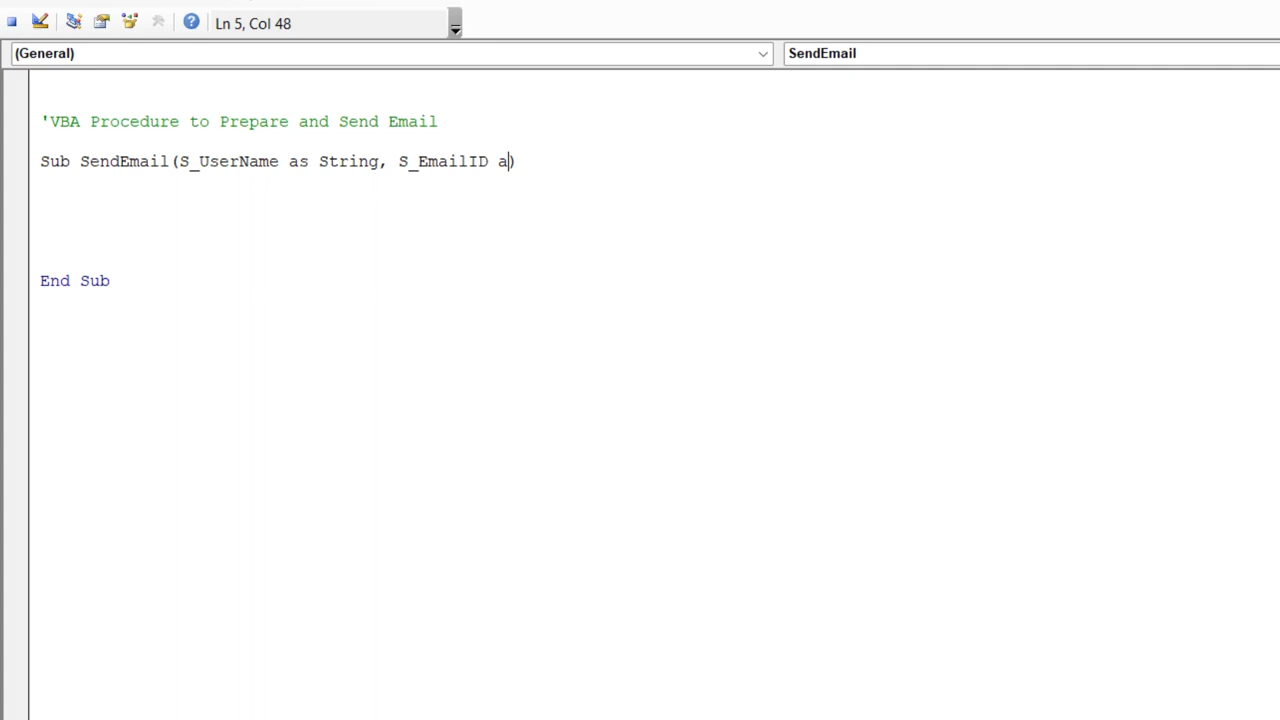 Ln 5, Col 48
(General)
SendEmail
'VBA Procedure to Prepare and Send Email
Sub SendEmail(S_UserName as String, S_EmailID a)
End Sub